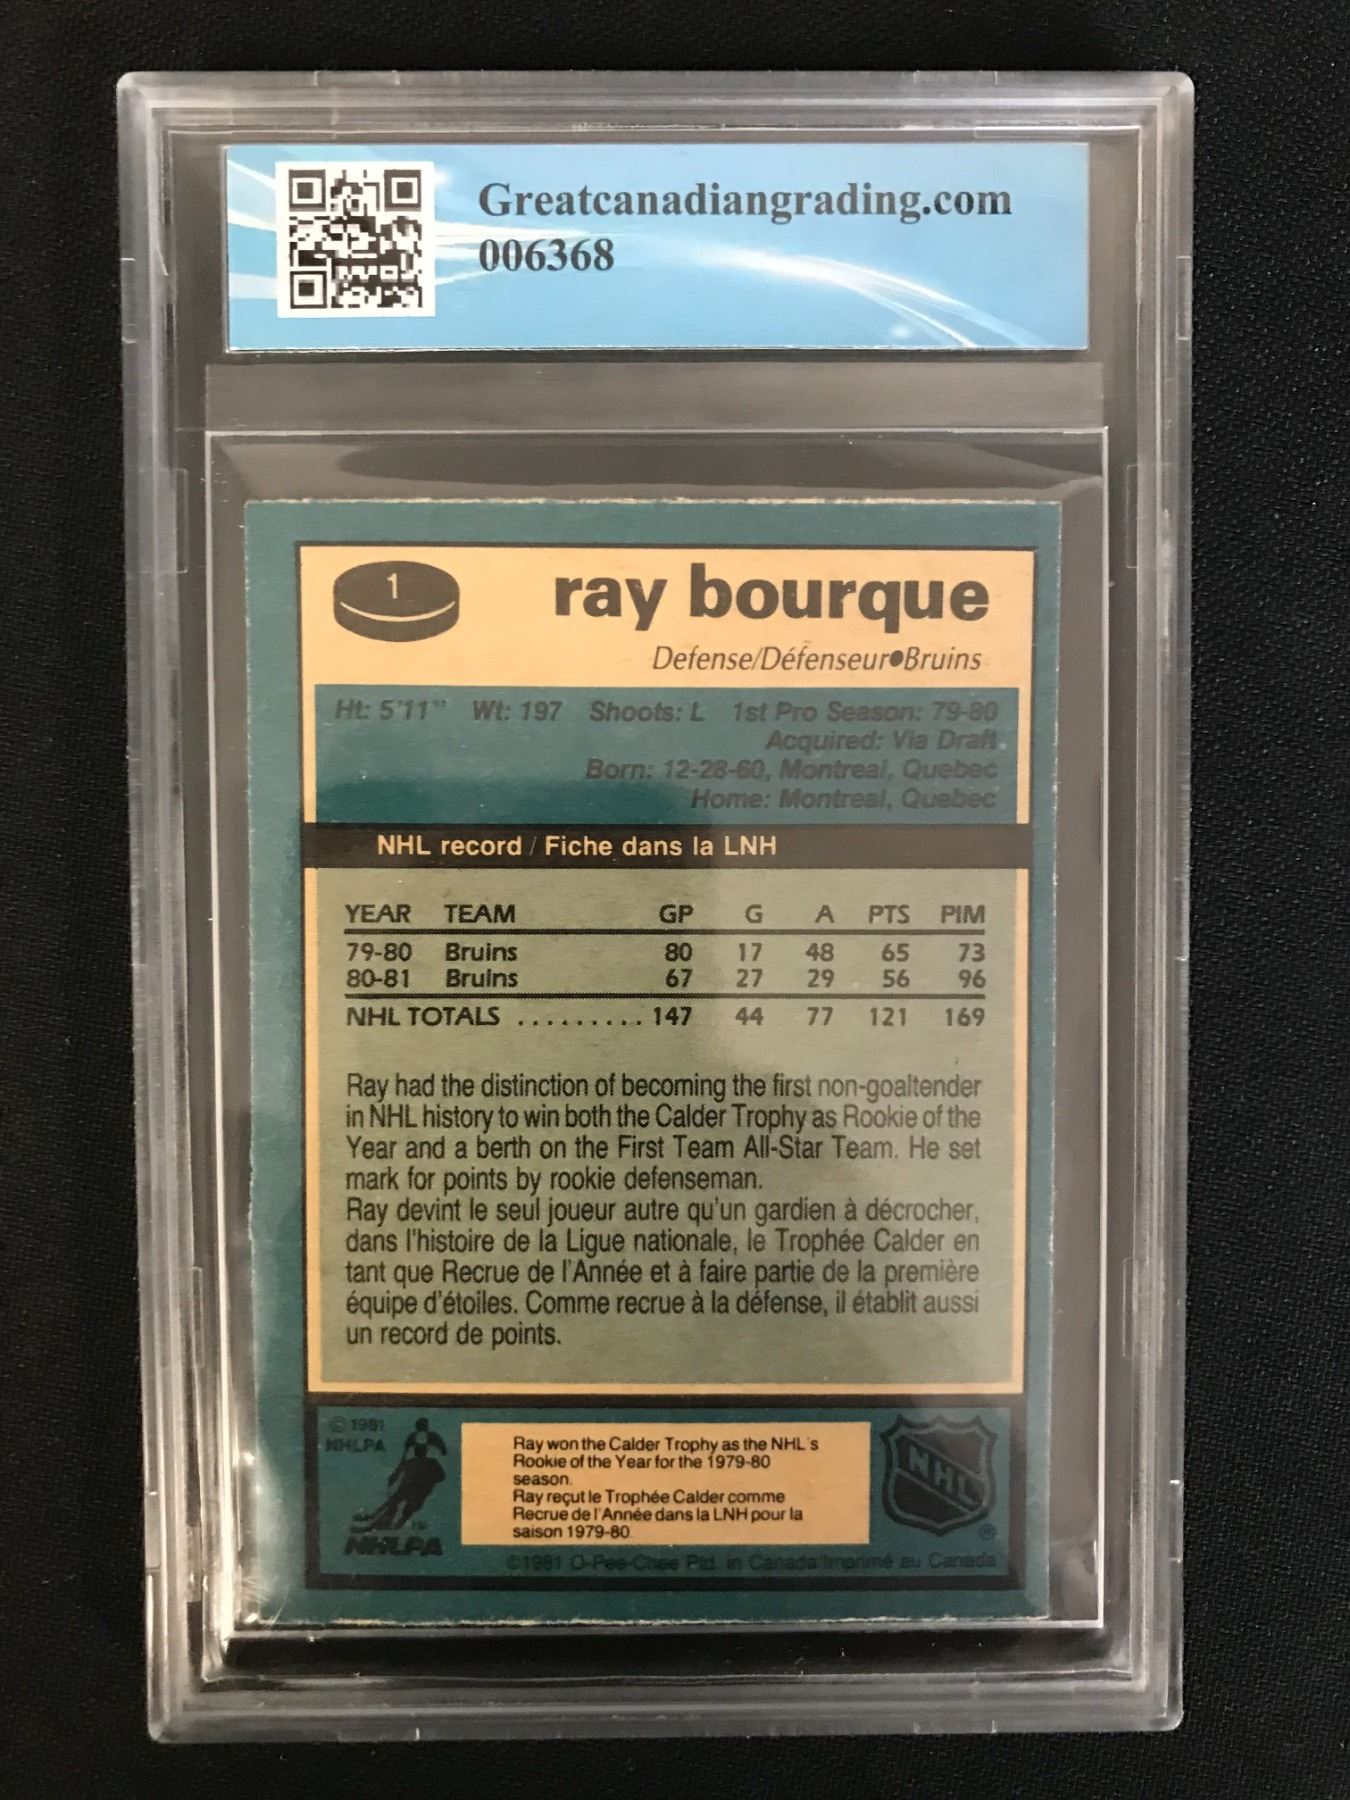 Greatcanadiangrading.com
006368
1
ray bourque
Defense/Défenseur●Bruins
Ht: 5'11" Wt: 197 Shoots: L 1st Pro Season: 79-80
Acquired: Via Draft
Born: 12-28-60, Montreal, Quebec
Home: Montreal, Quebec
NHL record / Fiche dans la LNH
YEAR TEAM GP G A PTS PIM
79-80 Bruins 80 17 48 65 73
80-81 Bruins 67 27 29 56 96
NHL TOTALS ......... 147 44 77 121 169
Ray had the distinction of becoming the first non-goaltender
in NHL history to win both the Calder Trophy as Rookie of the
Year and a berth on the First Team All-Star Team. He set
mark for points by rookie defenseman.
Ray devint le seul joueur autre qu'un gardien à décrocher,
dans l'histoire de la Ligue nationale, le Trophée Calder en
tant que Recrue de l'Année et à faire partie de la première
équipe d'étoiles. Comme recrue à la défense, il établit aussi
un record de points.
© 1981
NHLPA
TM
NHLPA
Ray won the Calder Trophy as the NHL's
Rookie of the Year for the 1979-80
season.
Ray reçut le Trophée Calder comme
Recrue de l'Année dans la LNH pour la
saison 1979-80.
NHL
®
©1981 O-Pee-Chee Ptd. in Canada/Imprimé au Canada